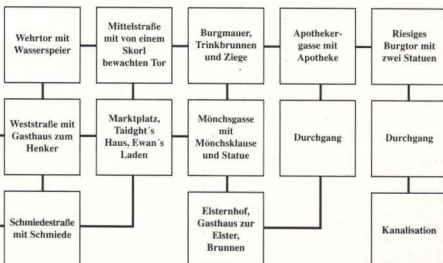 Wehrtor mit
Wasserspeier
Mittelstraße
mit von einem
Skorl
bewachten Tor
Burgmauer,
Trinkbrunnen
und Ziege
Apotheker-
gasse mit
Apotheke
Riesiges
Burgtor mit
zwei Statuen
Weststraße mit
Gasthaus zum
Henker
Marktplatz,
Taidght´s
Haus, Ewan´s
Laden
Mönchsgasse
mit
Mönchsklause
und Statue
Durchgang
Durchgang
Schmiedestraße
mit Schmiede
Elsternhof,
Gasthaus zur
Elster,
Brunnen
Kanalisation